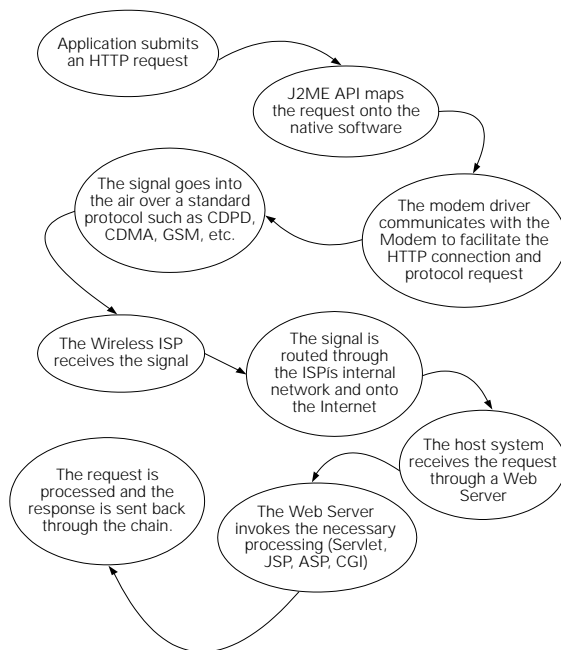 Application submits
an HTTP request
J2ME API maps
the request onto the
native software
The modem driver
communicates with the
Modem to facilitate the
HTTP connection and
protocol request
The signal goes into
the air over a standard
protocol such as CDPD,
CDMA, GSM, etc.
The Wireless ISP
receives the signal
The signal is
routed through
the ISPís internal
network and onto
the Internet
The host system
receives the request
through a Web
Server
The Web Server
invokes the necessary
processing (Servlet,
JSP, ASP, CGI)
The request is
processed and the
response is sent back
through the chain.